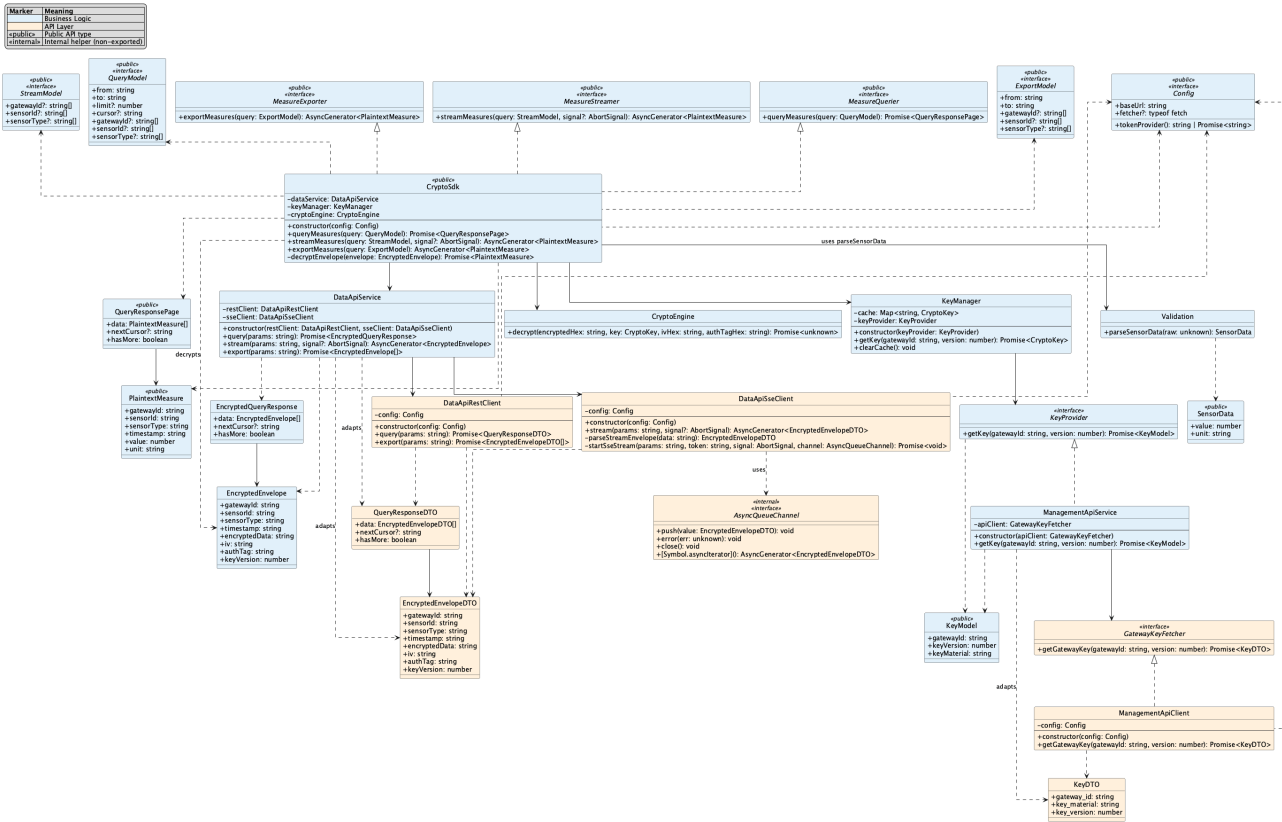 Marker Meaning
Business Logic
API Layer
«public» Public API type
«internal» Internal helper (non-exported)
«public»
«interface»
StreamModel
+gatewayId?: string[]
+sensorId?: string[]
+sensorType?: string[]
«public»
«interface»
QueryModel
+from: string
+to: string
+limit?: number
+cursor?: string
+gatewayId?: string[]
+sensorId?: string[]
+sensorType?: string[]
«public»
«interface»
MeasureExporter
+exportMeasures(query: ExportModel): AsyncGenerator<PlaintextMeasure>
«public»
«interface»
MeasureStreamer
+streamMeasures(query: StreamModel, signal?: AbortSignal): AsyncGenerator<PlaintextMeasure>
«public»
«interface»
MeasureQuerier
+queryMeasures(query: QueryModel): Promise<QueryResponsePage>
«public»
«interface»
ExportModel
+from: string
+to: string
+gatewayId?: string[]
+sensorId?: string[]
+sensorType?: string[]
«public»
«interface»
Config
+baseUrl: string
+fetcher?: typeof fetch
+tokenProvider(): string | Promise<string>
«public»
CryptoSdk
-dataService: DataApiService
-keyManager: KeyManager
-cryptoEngine: CryptoEngine
+constructor(config: Config)
+queryMeasures(query: QueryModel): Promise<QueryResponsePage>
+streamMeasures(query: StreamModel, signal?: AbortSignal): AsyncGenerator<PlaintextMeasure>
+exportMeasures(query: ExportModel): AsyncGenerator<PlaintextMeasure>
-decryptEnvelope(envelope: EncryptedEnvelope): Promise<PlaintextMeasure>
uses parseSensorData
«public»
QueryResponsePage
+data: PlaintextMeasure[]
+nextCursor?: string
+hasMore: boolean
decrypts
DataApiService
-restClient: DataApiRestClient
-sseClient: DataApiSseClient
+constructor(restClient: DataApiRestClient, sseClient: DataApiSseClient)
+query(params: string): Promise<EncryptedQueryResponse>
+stream(params: string, signal?: AbortSignal): AsyncGenerator<EncryptedEnvelope>
+export(params: string): Promise<EncryptedEnvelope[]>
CryptoEngine
+decrypt(encryptedHex: string, key: CryptoKey, ivHex: string, authTagHex: string): Promise<unknown>
KeyManager
-cache: Map<string, CryptoKey>
-keyProvider: KeyProvider
+constructor(keyProvider: KeyProvider)
+getKey(gatewayId: string, version: number): Promise<CryptoKey>
+clearCache(): void
Validation
+parseSensorData(raw: unknown): SensorData
«public»
PlaintextMeasure
+gatewayId: string
+sensorId: string
+sensorType: string
+timestamp: string
+value: number
+unit: string
EncryptedQueryResponse
+data: EncryptedEnvelope[]
+nextCursor?: string
+hasMore: boolean
adapts
DataApiRestClient
-config: Config
+constructor(config: Config)
+query(params: string): Promise<QueryResponseDTO>
+export(params: string): Promise<EncryptedEnvelopeDTO[]>
DataApiSseClient
-config: Config
+constructor(config: Config)
+stream(params: string, signal?: AbortSignal): AsyncGenerator<EncryptedEnvelopeDTO>
-parseStreamEnvelope(data: string): EncryptedEnvelopeDTO
-startSseStream(params: string, token: string, signal: AbortSignal, channel: AsyncQueueChannel): Promise<void>
«interface»
KeyProvider
+getKey(gatewayId: string, version: number): Promise<KeyModel>
«public»
SensorData
+value: number
+unit: string
uses
EncryptedEnvelope
+gatewayId: string
+sensorId: string
+sensorType: string
+timestamp: string
+encryptedData: string
+iv: string
+authTag: string
+keyVersion: number
adapts
QueryResponseDTO
+data: EncryptedEnvelopeDTO[]
+nextCursor?: string
+hasMore: boolean
«internal»
«interface»
AsyncQueueChannel
+push(value: EncryptedEnvelopeDTO): void
+error(err: unknown): void
+close(): void
+[Symbol.asyncIterator](): AsyncGenerator<EncryptedEnvelopeDTO>
ManagementApiService
-apiClient: GatewayKeyFetcher
+constructor(apiClient: GatewayKeyFetcher)
+getKey(gatewayId: string, version: number): Promise<KeyModel>
EncryptedEnvelopeDTO
+gatewayId: string
+sensorId: string
+sensorType: string
+timestamp: string
+encryptedData: string
+iv: string
+authTag: string
+keyVersion: number
«public»
KeyModel
+gatewayId: string
+keyVersion: number
+keyMaterial: string
«interface»
GatewayKeyFetcher
+getGatewayKey(gatewayId: string, version: number): Promise<KeyDTO>
adapts
ManagementApiClient
-config: Config
+constructor(config: Config)
+getGatewayKey(gatewayId: string, version: number): Promise<KeyDTO>
KeyDTO
+gateway_id: string
+key_material: string
+key_version: number